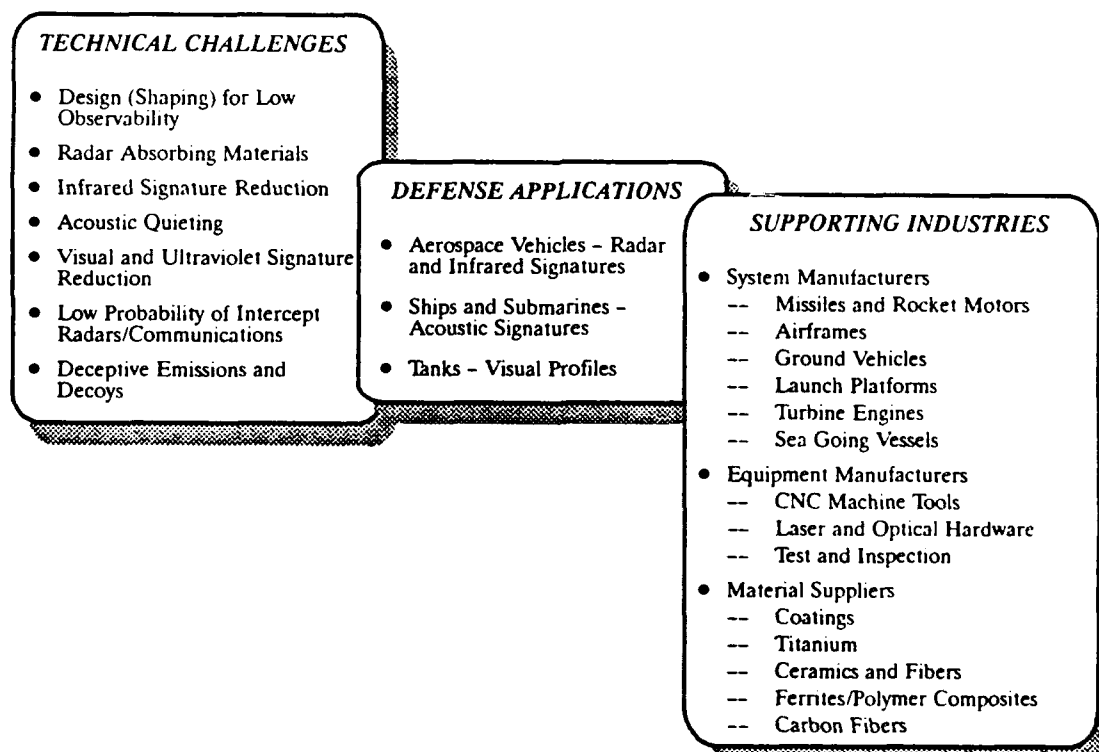 TECHNICAL CHALLENGES
● Design (Shaping) for Low
Observability
● Radar Absorbing Materials
● Infrared Signature Reduction
● Acoustic Quieting
● Visual and Ultraviolet Signature
Reduction
● Low Probability of Intercept
Radars/Communications
● Deceptive Emissions and
Decoys
DEFENSE APPLICATIONS
● Aerospace Vehicles – Radar
and Infrared Signatures
● Ships and Submarines –
Acoustic Signatures
● Tanks – Visual Profiles
SUPPORTING INDUSTRIES
● System Manufacturers
-- Missiles and Rocket Motors
-- Airframes
-- Ground Vehicles
-- Launch Platforms
-- Turbine Engines
-- Sea Going Vessels
● Equipment Manufacturers
-- CNC Machine Tools
-- Laser and Optical Hardware
-- Test and Inspection
● Material Suppliers
-- Coatings
-- Titanium
-- Ceramics and Fibers
-- Ferrites/Polymer Composites
-- Carbon Fibers